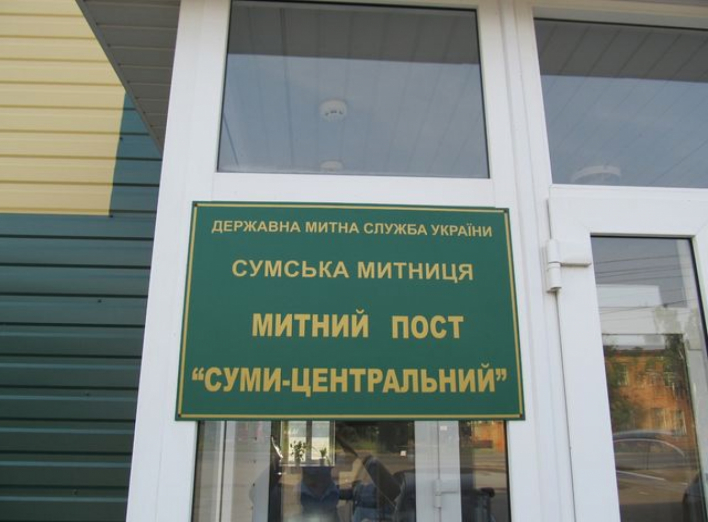 ДЕРЖАВНА МИТНА СЛУЖБА УКРАЇНИ
СУМСЬКА МИТНИЦЯ
МИТНИЙ ПОСТ
“СУМИ-ЦЕНТРАЛЬНИЙ”